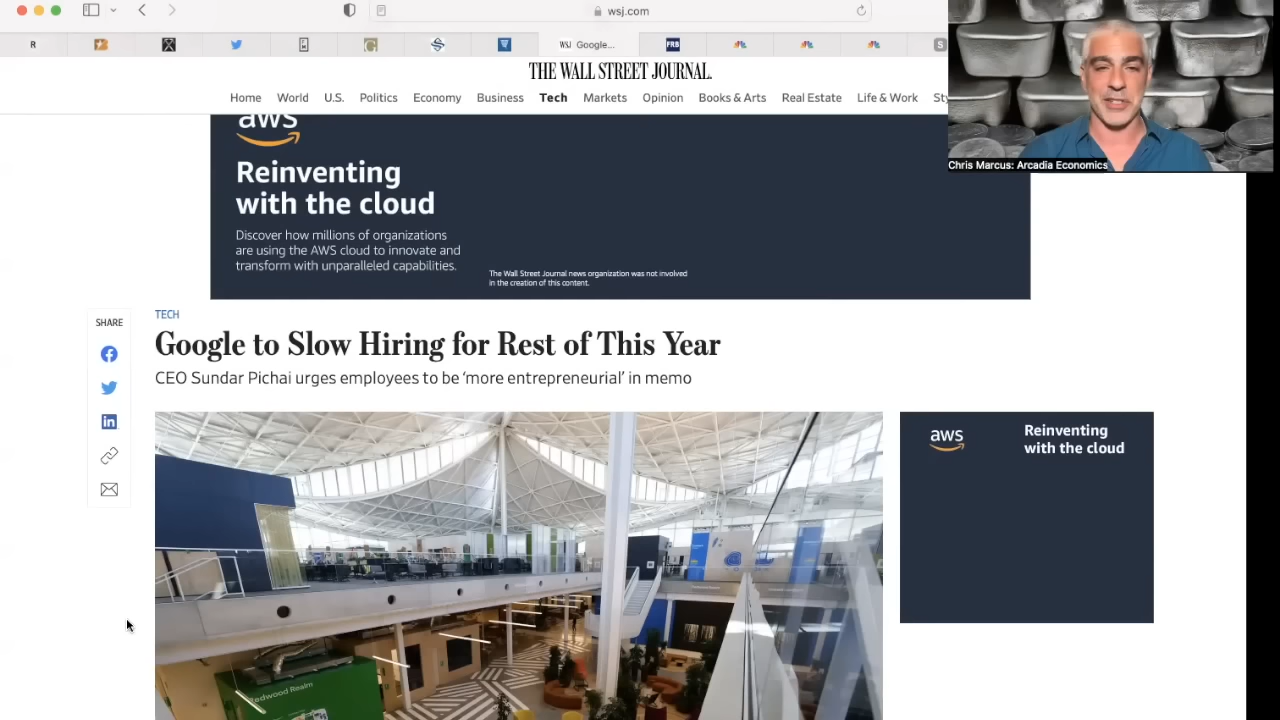 wsj.com
R
WSJ Google...
FRB
S
THE WALL STREET JOURNAL.
Home World U.S. Politics Economy Business Tech Markets Opinion Books & Arts Real Estate Life & Work Sty
Chris Marcus: Arcadia Economics
aws
Reinventing
with the cloud
Discover how millions of organizations
are using the AWS cloud to innovate and
transform with unparalleled capabilities.
The Wall Street Journal news organization was not involved
in the creation of this content.
SHARE
TECH
Google to Slow Hiring for Rest of This Year
CEO Sundar Pichai urges employees to be ‘more entrepreneurial’ in memo
aws
Reinventing
with the cloud
Redwood Realm